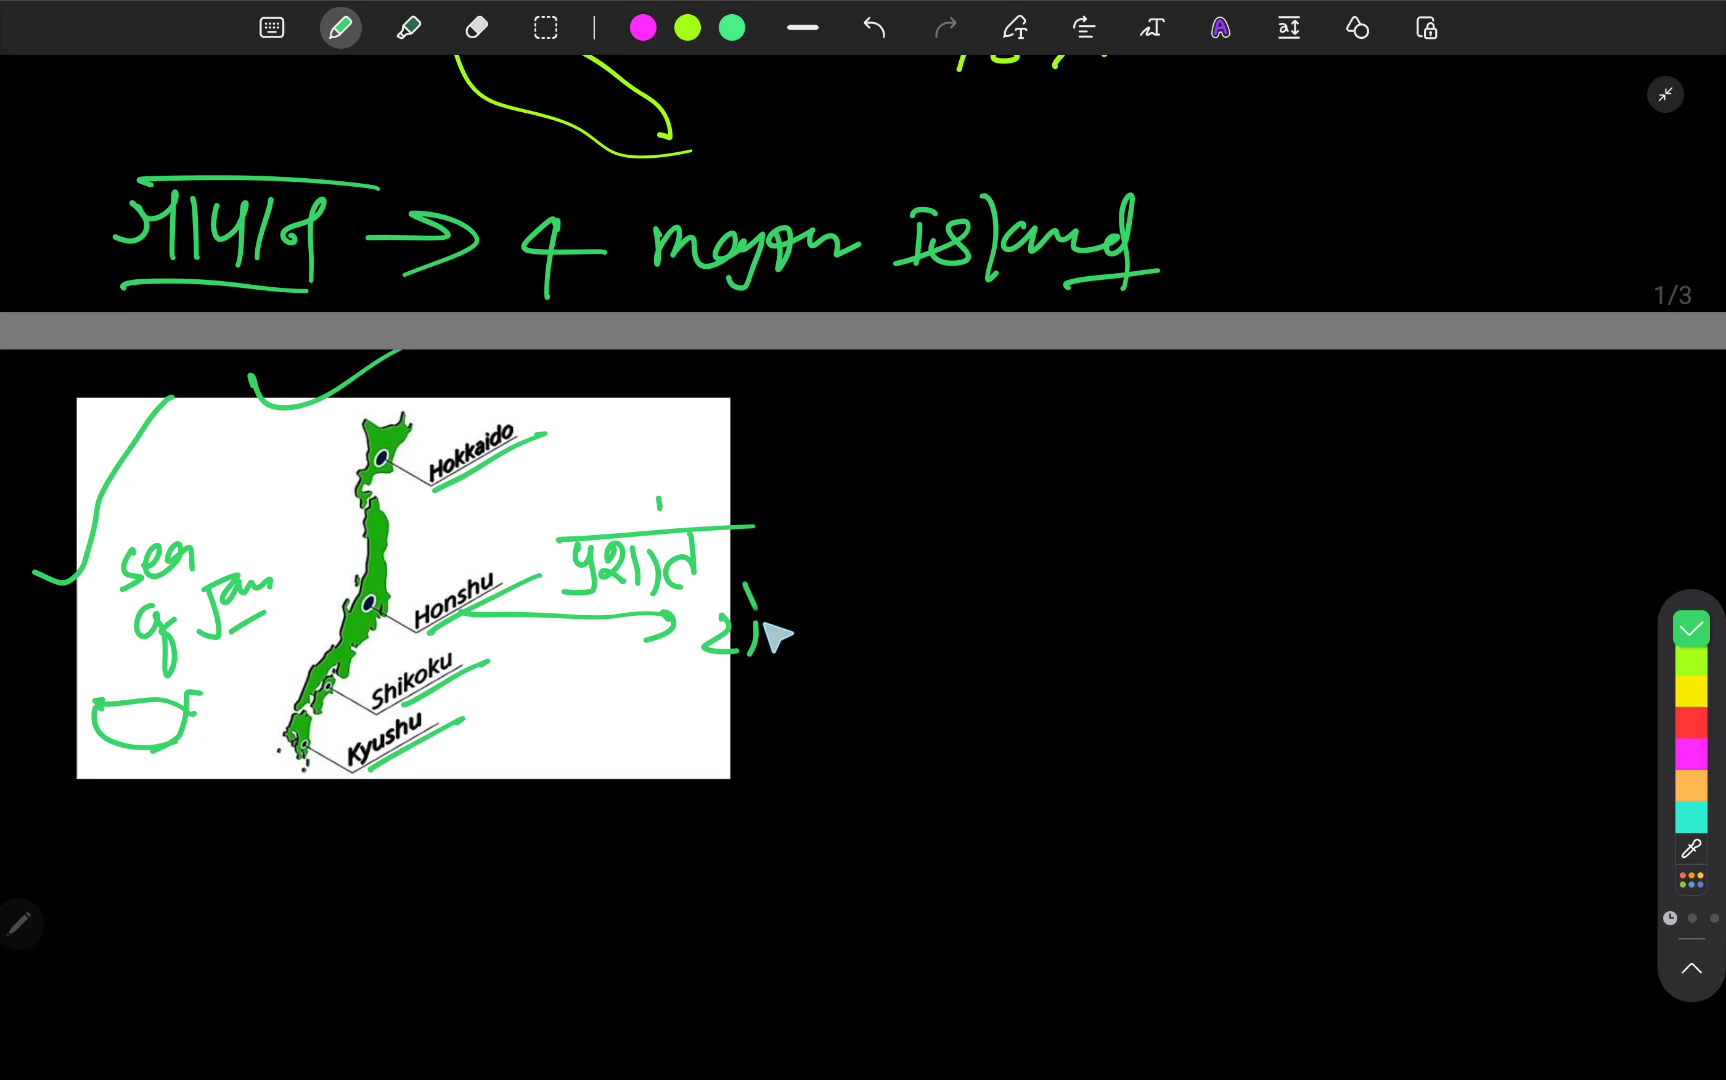 जापान → 4 major Island
1/3
Hokkaido
Honshu
Shikoku
Kyushu
sea
of Jap
प्रशांत